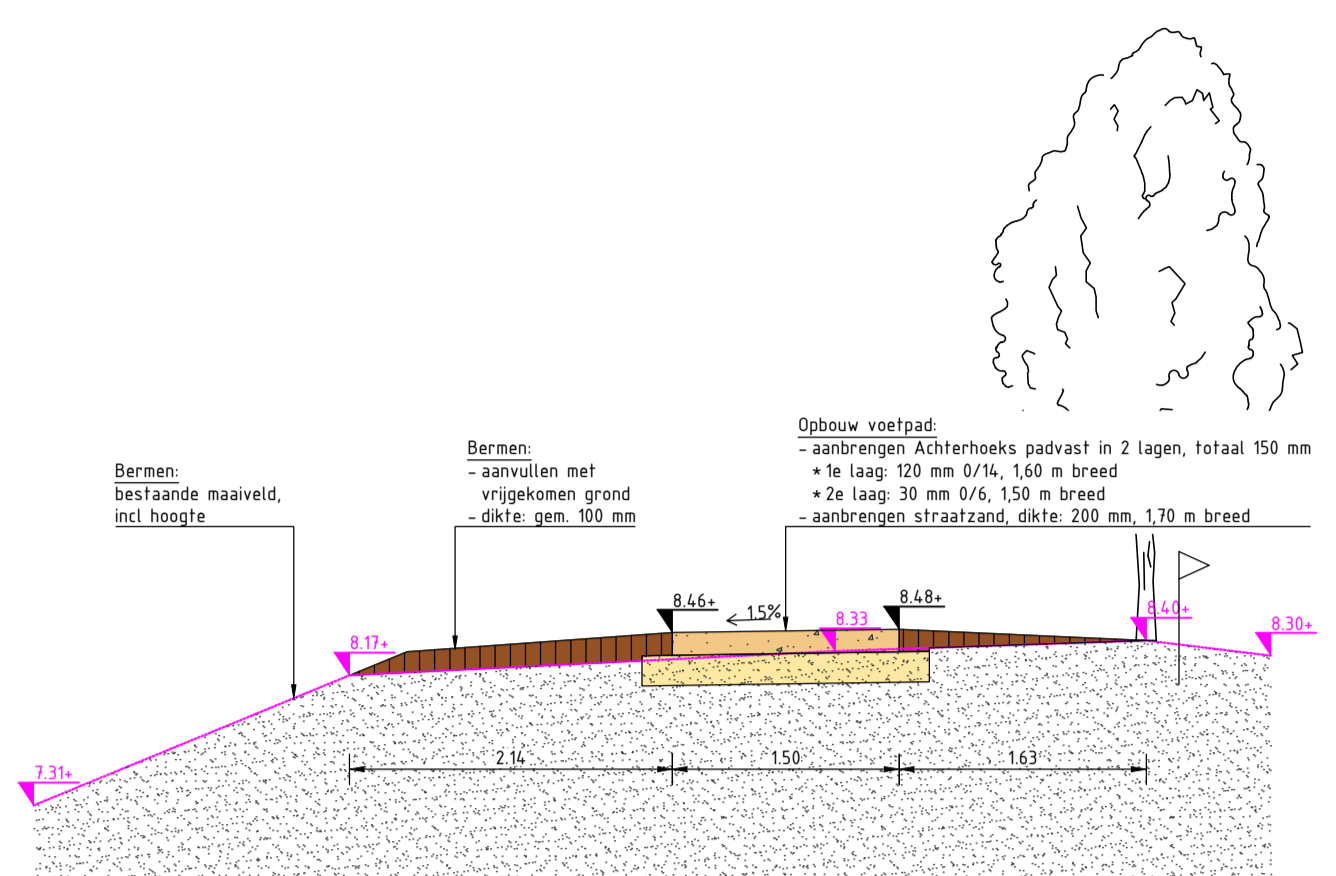 Opbouw voetpad:
- aanbrengen Achterhoeks padvast in 2 lagen, totaal 150 mm
* 1e laag: 120 mm 0/14, 1,60 m breed
* 2e laag: 30 mm 0/6, 1,50 m breed
- aanbrengen straatzand, dikte: 200 mm, 1,70 m breed
Bermen:
- aanvullen met
vrijgekomen grond
- dikte: gem. 100 mm
Bermen:
bestaande maaiveld,
incl hoogte
8.46+
1.5%
8.48+
8.33
8.40+
8.30+
8.17+
7.31+
2.14
1.50
1.63